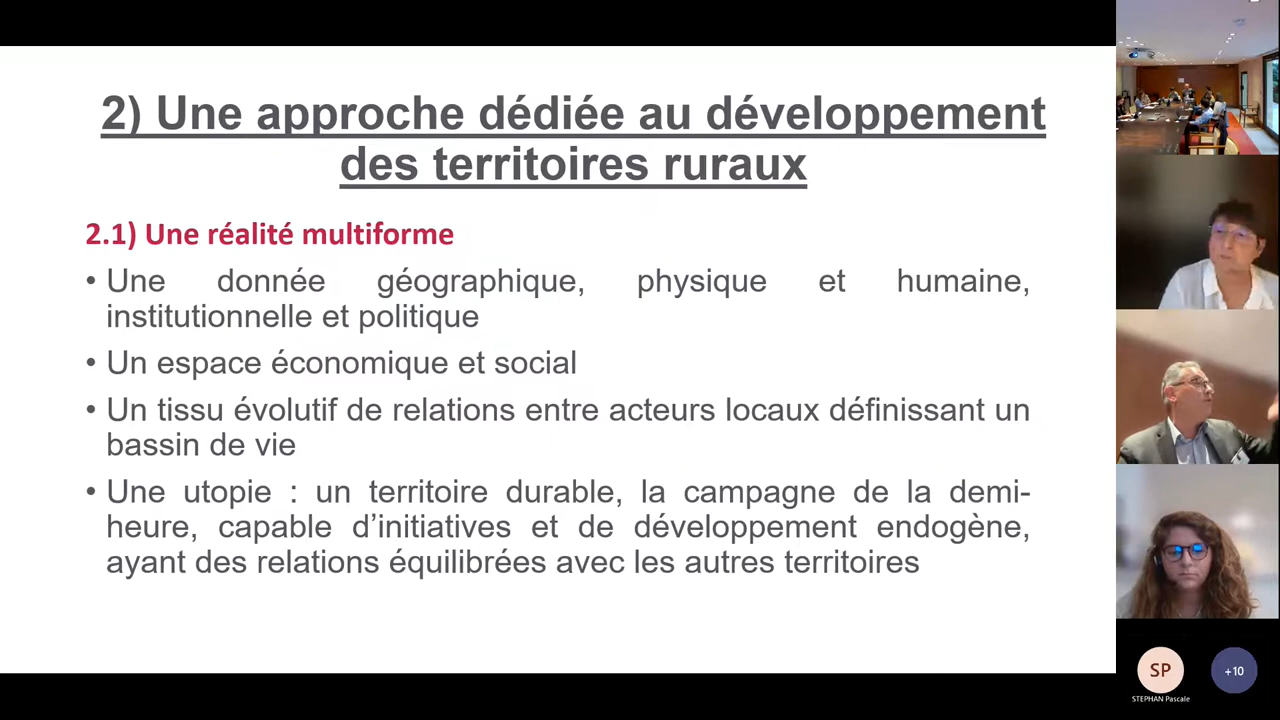 2) Une approche dédiée au développement
des territoires ruraux
2.1) Une réalité multiforme
• Une donnée géographique, physique et humaine,
institutionnelle et politique
• Un espace économique et social
• Un tissu évolutif de relations entre acteurs locaux définissant un
bassin de vie
• Une utopie : un territoire durable, la campagne de la demi-
heure, capable d’initiatives et de développement endogène,
ayant des relations équilibrées avec les autres territoires
SP
+10
STEPHAN Pascale